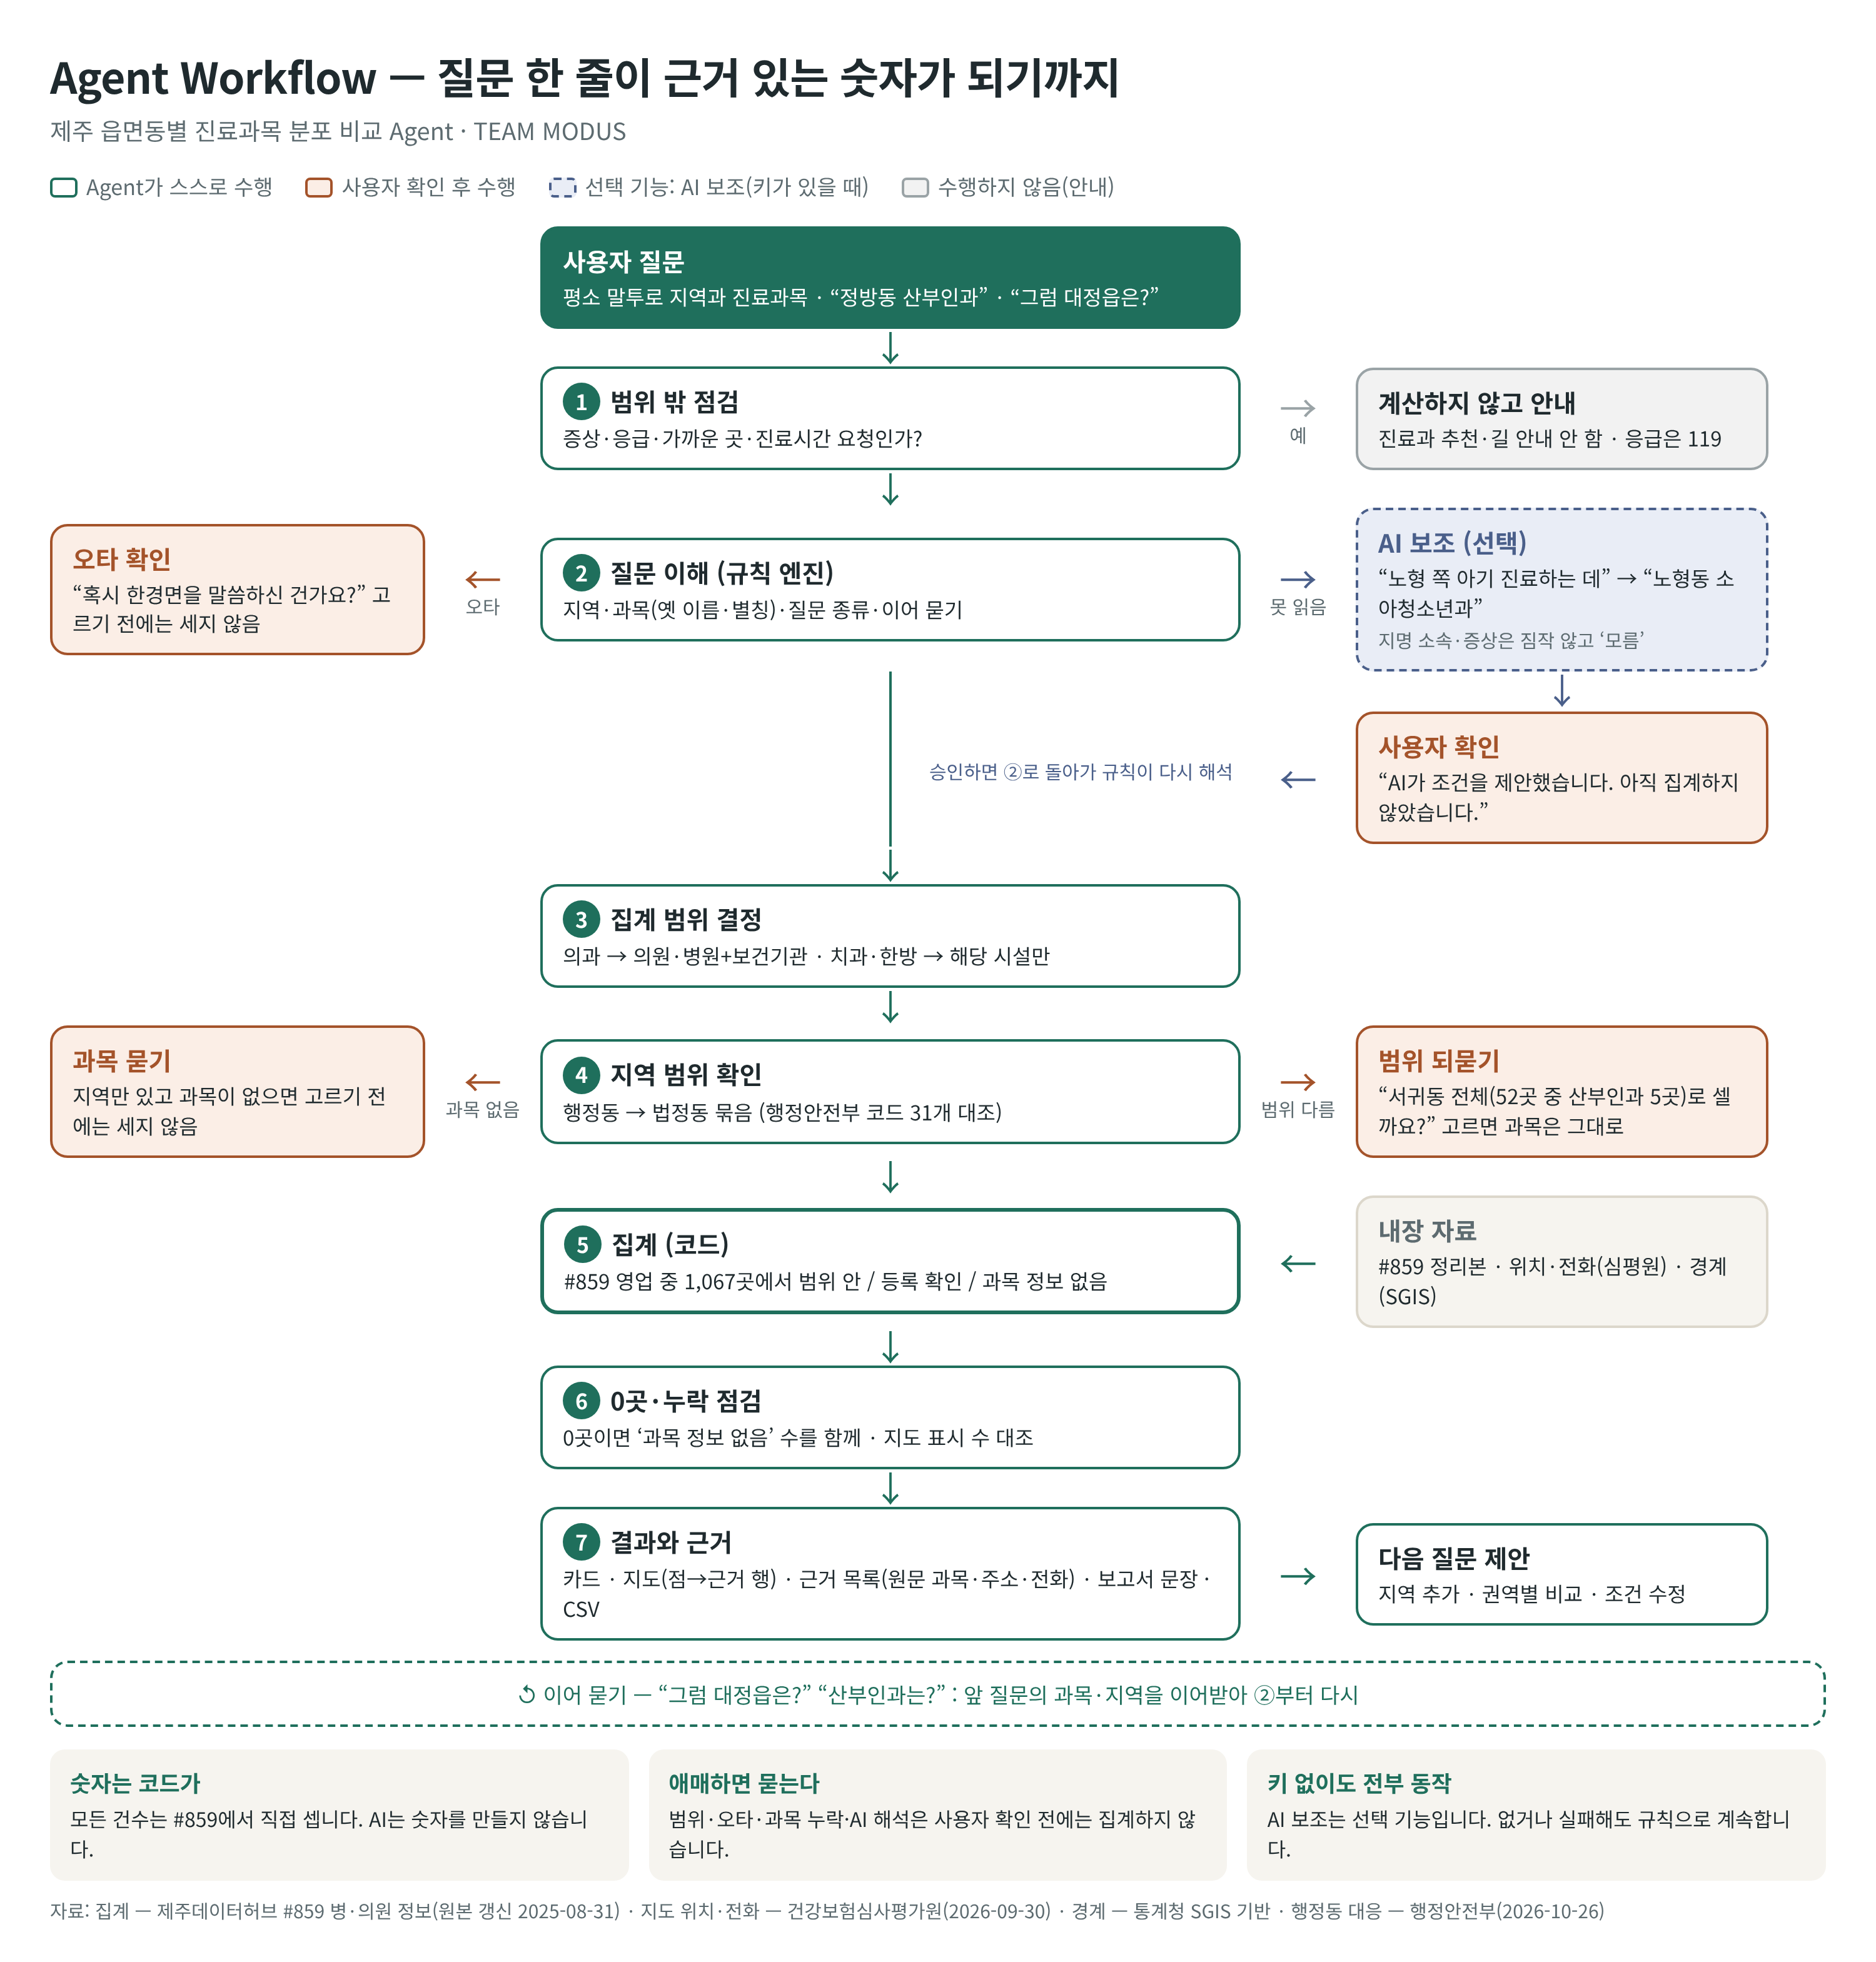 Agent Workflow — 질문 한 줄이 근거 있는 숫자가 되기까지
제주 읍면동별 진료과목 분포 비교 Agent · TEAM MODUS
Agent가 스스로 수행
사용자 확인 후 수행
선택 기능: AI 보조(키가 있을 때)
수행하지 않음(안내)
사용자 질문
평소 말투로 지역과 진료과목 · “정방동 산부인과” · “그럼 대정읍은?”
↓
1 범위 밖 점검
증상·응급·가까운 곳·진료시간 요청인가?
→
예
계산하지 않고 안내
진료과 추천·길 안내 안 함 · 응급은 119
↓
오타 확인
“혹시 한경면을 말씀하신 건가요?” 고
르기 전에는 세지 않음
←
오타
2 질문 이해 (규칙 엔진)
지역·과목(옛 이름·별칭)·질문 종류·이어 묻기
→
못 읽음
AI 보조 (선택)
“노형 쪽 아기 진료하는 데” → “노형동 소
아청소년과”
지명 소속·증상은 짐작 않고 ‘모름’
↓
승인하면 ②로 돌아가 규칙이 다시 해석
←
사용자 확인
“AI가 조건을 제안했습니다. 아직 집계하지
않았습니다.”
↓
3 집계 범위 결정
의과 → 의원·병원+보건기관 · 치과·한방 → 해당 시설만
↓
과목 묻기
지역만 있고 과목이 없으면 고르기 전
에는 세지 않음
←
과목 없음
4 지역 범위 확인
행정동 → 법정동 묶음 (행정안전부 코드 31개 대조)
→
범위 다름
범위 되묻기
“서귀동 전체(52곳 중 산부인과 5곳)로 셀
까요?” 고르면 과목은 그대로
↓
5 집계 (코드)
#859 영업 중 1,067곳에서 범위 안 / 등록 확인 / 과목 정보 없음
←
내장 자료
#859 정리본 · 위치·전화(심평원) · 경계
(SGIS)
↓
6 0곳·누락 점검
0곳이면 ‘과목 정보 없음’ 수를 함께 · 지도 표시 수 대조
↓
7 결과와 근거
카드 · 지도(점→근거 행) · 근거 목록(원문 과목·주소·전화) · 보고서 문장 ·
CSV
→
다음 질문 제안
지역 추가 · 권역별 비교 · 조건 수정
↺ 이어 묻기 — “그럼 대정읍은?” “산부인과는?” : 앞 질문의 과목·지역을 이어받아 ②부터 다시
숫자는 코드가
모든 건수는 #859에서 직접 셉니다. AI는 숫자를 만들지 않습니
다.
애매하면 묻는다
범위·오타·과목 누락·AI 해석은 사용자 확인 전에는 집계하지 않
습니다.
키 없이도 전부 동작
AI 보조는 선택 기능입니다. 없거나 실패해도 규칙으로 계속합니
다.
자료: 집계 — 제주데이터허브 #859 병·의원 정보(원본 갱신 2025-08-31) · 지도 위치·전화 — 건강보험심사평가원(2026-09-30) · 경계 — 통계청 SGIS 기반 · 행정동 대응 — 행정안전부(2026-10-26)